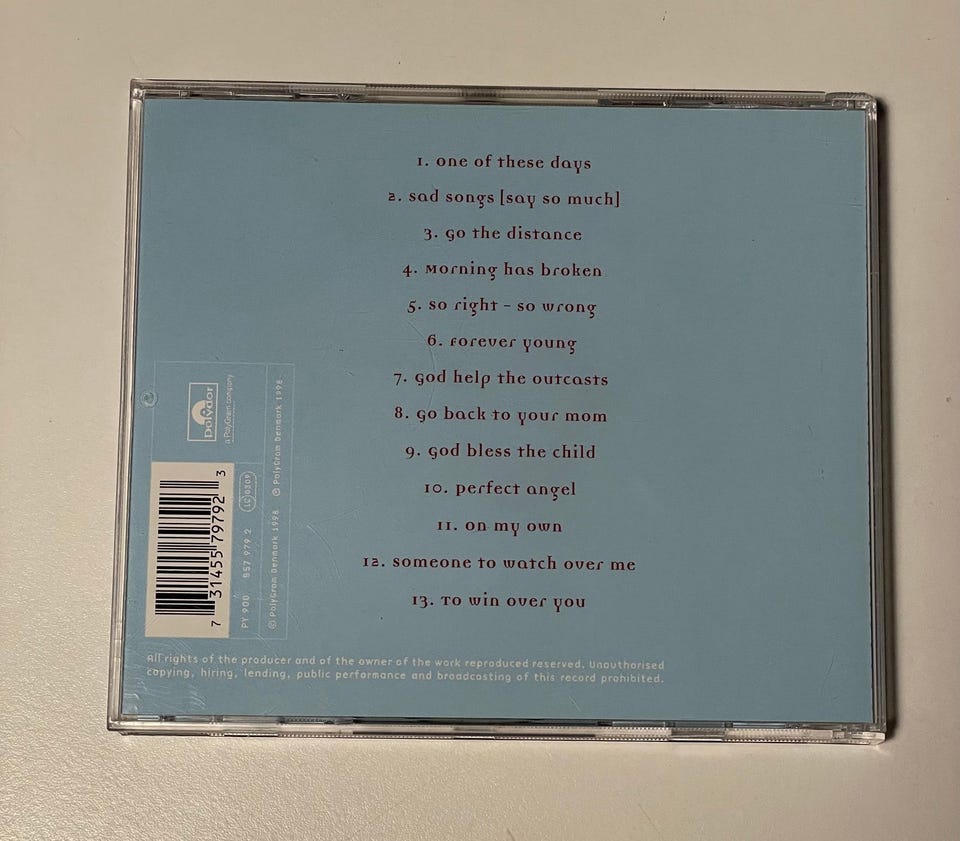 1. one of these days
2. sad songs [say so much]
3. go the distance
4. Morning has broken
5. so right - so wrong
6. Forever young
7. god help the outcasts
8. go back to your mom
9. god bless the child
10. perfect angel
11. on my own
12. someone to watch over me
13. To win over you
Polydor
a PolyGram company
7 31455 79792 3
PY 900 557 979 2
LC 0309
℗ PolyGram Denmark 1998 © PolyGram Denmark 1998
All rights of the producer and of the owner of the work reproduced reserved. Unauthorised
copying, hiring, lending, public performance and broadcasting of this record prohibited.